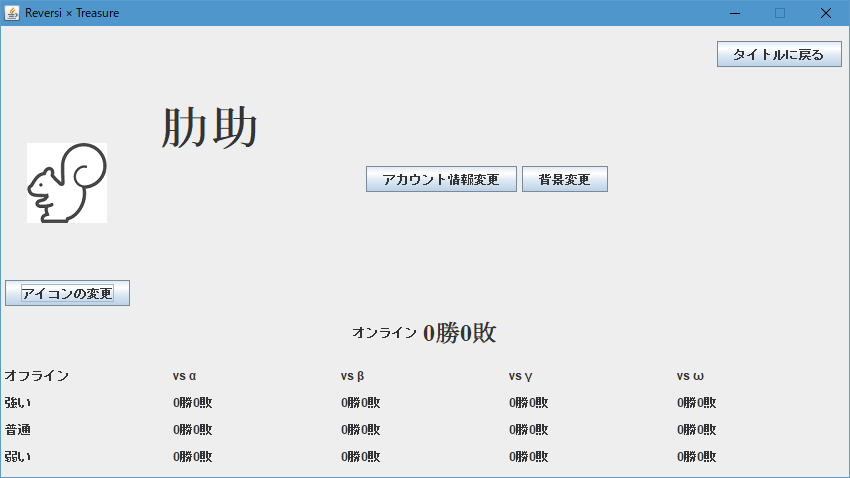 Reversi × Treasure
タイトルに戻る
肋助
アカウント情報変更 背景変更
アイコンの変更
オンライン 0勝0敗
オフライン vs α vs β vs γ vs ω
強い 0勝0敗 0勝0敗 0勝0敗 0勝0敗
普通 0勝0敗 0勝0敗 0勝0敗 0勝0敗
弱い 0勝0敗 0勝0敗 0勝0敗 0勝0敗